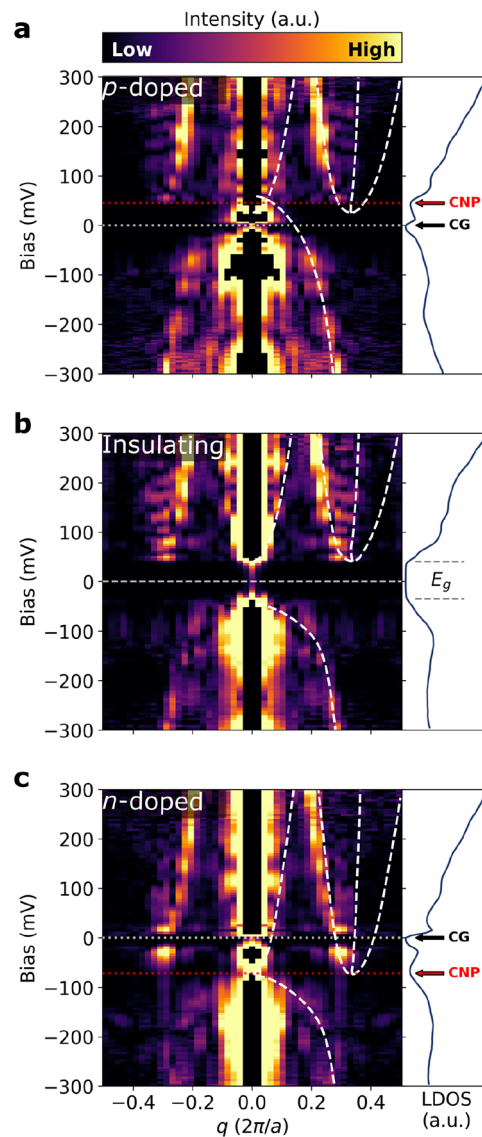 Intensity (a.u.)
a
Low High
p-doped
300
200
100
0
−100
−200
−300
Bias (mV)
CNP
CG
b
Insulating
300
200
100
0
−100
−200
−300
Bias (mV)
Eg
c
n-doped
300
200
100
0
−100
−200
−300
Bias (mV)
CG
CNP
−0.4 −0.2 0.0 0.2 0.4
q (2π/a)
LDOS
(a.u.)